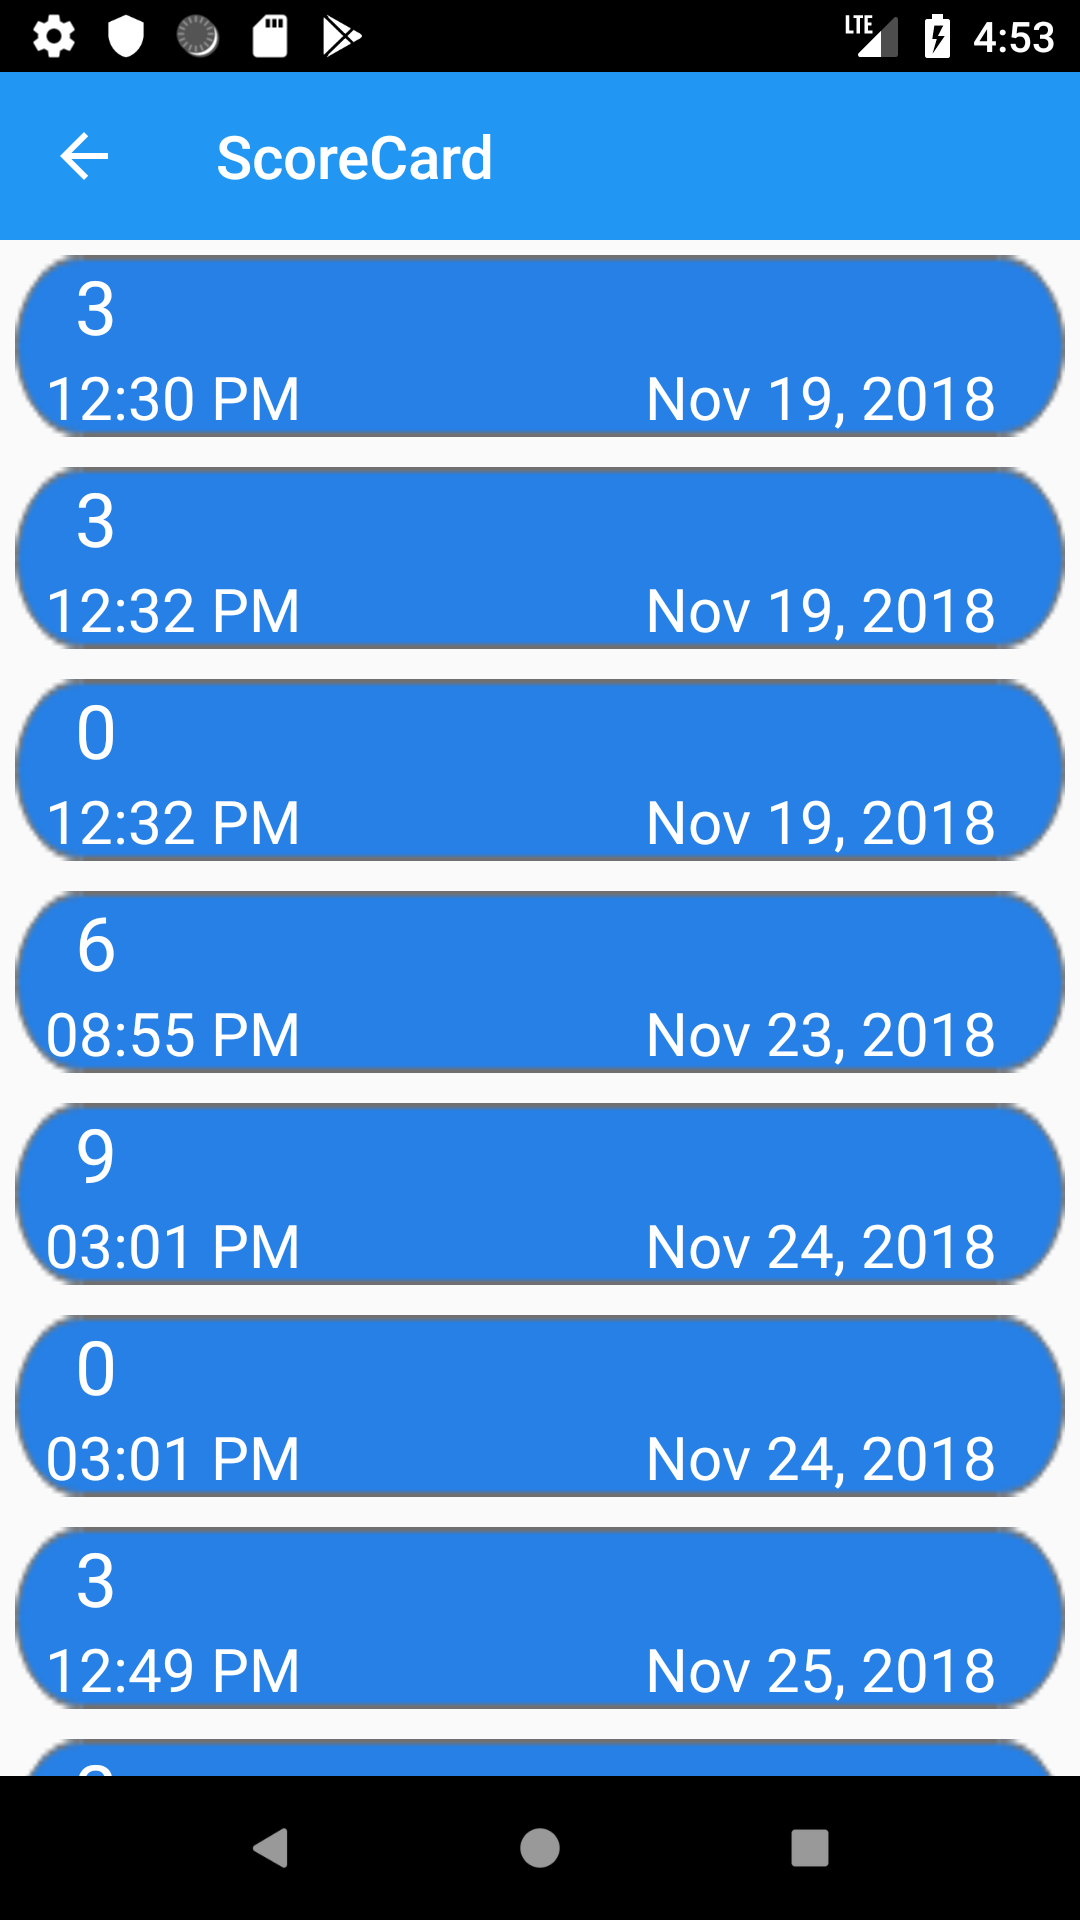 LTE 4:53
ScoreCard
3
12:30 PM Nov 19, 2018
3
12:32 PM Nov 19, 2018
0
12:32 PM Nov 19, 2018
6
08:55 PM Nov 23, 2018
9
03:01 PM Nov 24, 2018
0
03:01 PM Nov 24, 2018
3
12:49 PM Nov 25, 2018